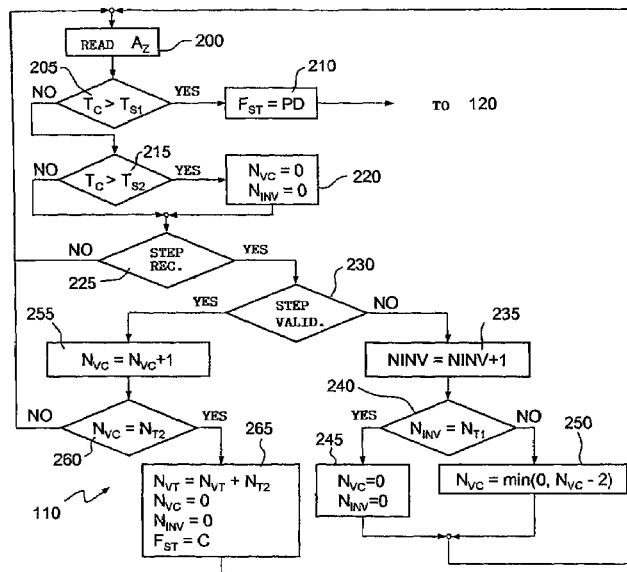 READ A_Z
200
205
NO
T_C > T_S1
YES
210
F_ST = PD
TO 120
215
NO
T_C > T_S2
YES
N_VC = 0
N_INV = 0
220
NO
STEP
REC.
YES
225
230
YES
STEP
VALID.
NO
255
N_VC = N_VC+1
235
NINV = NINV+1
240
NO
N_VC = N_T2
YES
260
265
N_VT = N_VT + N_T2
N_VC = 0
N_INV = 0
F_ST = C
YES
N_INV = N_T1
NO
245
N_VC=0
N_INV=0
250
N_VC = min(0, N_VC - 2)
110